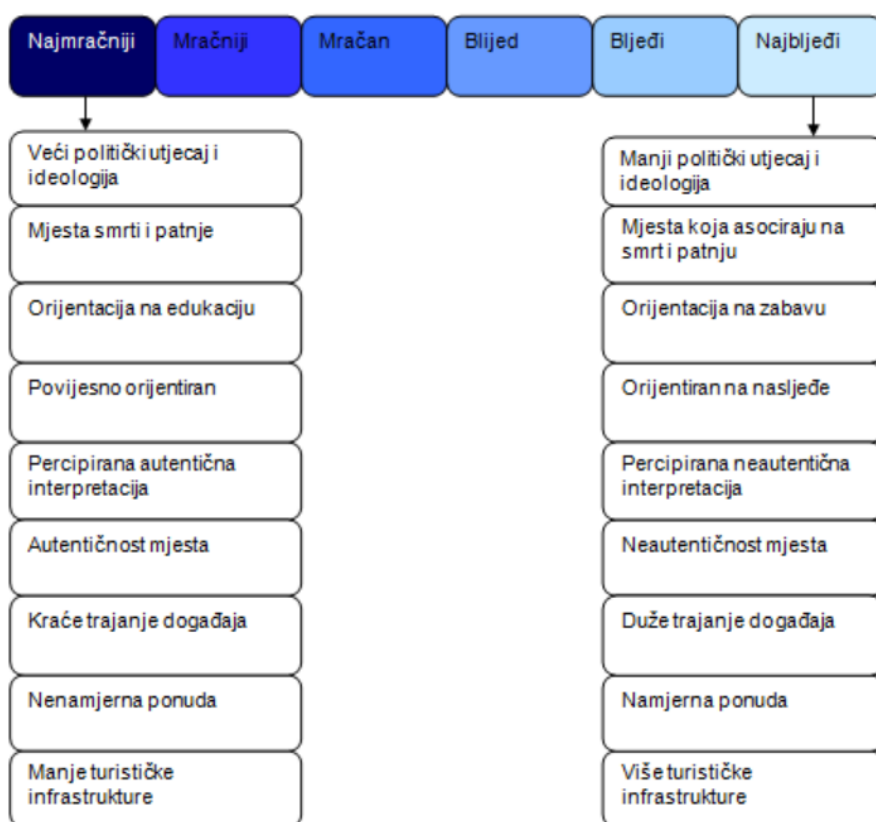 Najmračniji
Mračniji
Mračan
Blijed
Bljeđi
Najbljeđi
Veći politički utjecaj i
ideologija
Mjesta smrti i patnje
Orijentacija na edukaciju
Povijesno orijentiran
Percipirana autentična
interpretacija
Autentičnost mjesta
Kraće trajanje događaja
Nenamjerna ponuda
Manje turističke
infrastrukture
Manji politički utjecaj i
ideologija
Mjesta koja asociraju na
smrt i patnju
Orijentacija na zabavu
Orijentiran na nasljeđe
Percipirana neautentična
interpretacija
Neautentičnost mjesta
Duže trajanje događaja
Namjerna ponuda
Više turističke
infrastrukture